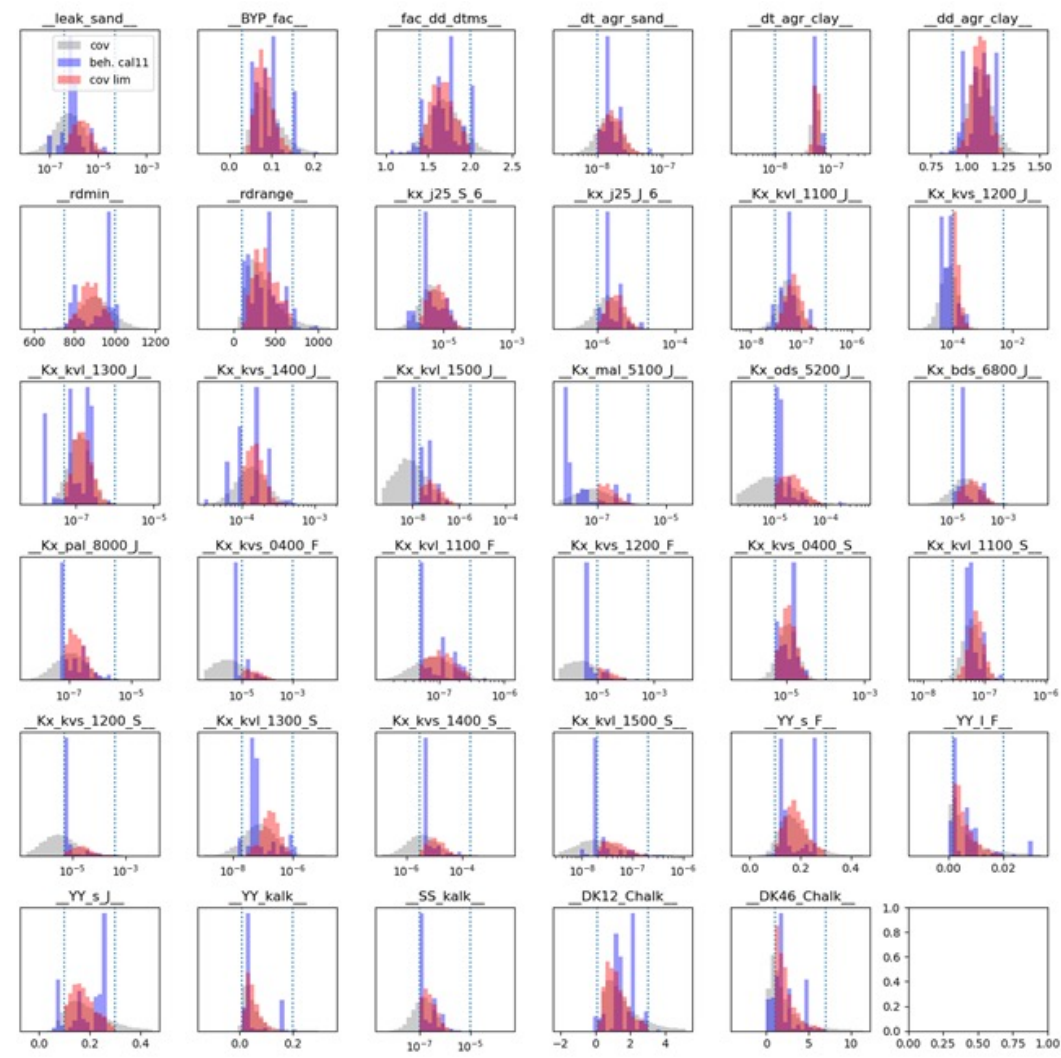 __leak_sand__ __BYP_fac__ __fac_dd_dtms__ __dt_agr_sand__ __dt_agr_clay__ __dd_agr_clay__
cov
beh. cal11
cov lim
10⁻⁷ 10⁻⁵ 10⁻³ 0.0 0.1 0.2 1.0 1.5 2.0 2.5 10⁻⁸ 10⁻⁷ 10⁻⁸ 10⁻⁷ 0.75 1.00 1.25 1.50
__rdmin__ __rdrange__ __kx_j25_S_6__ __kx_j25_J_6__ __Kx_kvl_1100_J__ __Kx_kvs_1200_J__
600 800 1000 1200 0 500 1000 10⁻⁵ 10⁻³ 10⁻⁶ 10⁻⁴ 10⁻⁸ 10⁻⁷ 10⁻⁶ 10⁻⁴ 10⁻²
__Kx_kvl_1300_J__ __Kx_kvs_1400_J__ __Kx_kvl_1500_J__ __Kx_mal_5100_J__ __Kx_ods_5200_J__ __Kx_bds_6800_J__
10⁻⁷ 10⁻⁵ 10⁻⁴ 10⁻³ 10⁻⁸ 10⁻⁶ 10⁻⁴ 10⁻⁷ 10⁻⁵ 10⁻⁵ 10⁻⁴ 10⁻⁵ 10⁻³
__Kx_pal_8000_J__ __Kx_kvs_0400_F__ __Kx_kvl_1100_F__ __Kx_kvs_1200_F__ __Kx_kvs_0400_S__ __Kx_kvl_1100_S__
10⁻⁷ 10⁻⁵ 10⁻⁵ 10⁻³ 10⁻⁷ 10⁻⁶ 10⁻⁵ 10⁻³ 10⁻⁵ 10⁻³ 10⁻⁸ 10⁻⁷ 10⁻⁶
__Kx_kvs_1200_S__ __Kx_kvl_1300_S__ __Kx_kvs_1400_S__ __Kx_kvl_1500_S__ __YY_s_F__ __YY_l_F__
10⁻⁵ 10⁻³ 10⁻⁸ 10⁻⁶ 10⁻⁶ 10⁻⁴ 10⁻⁸ 10⁻⁷ 10⁻⁶ 0.0 0.2 0.4 0.00 0.02
__YY_s_J__ __YY_kalk__ __SS_kalk__ __DK12_Chalk__ __DK46_Chalk__
1.0
0.8
0.6
0.4
0.2
0.0
0.0 0.2 0.4 0.0 0.2 10⁻⁷ 10⁻⁵ −2 0 2 4 0 5 10 0.00 0.25 0.50 0.75 1.00